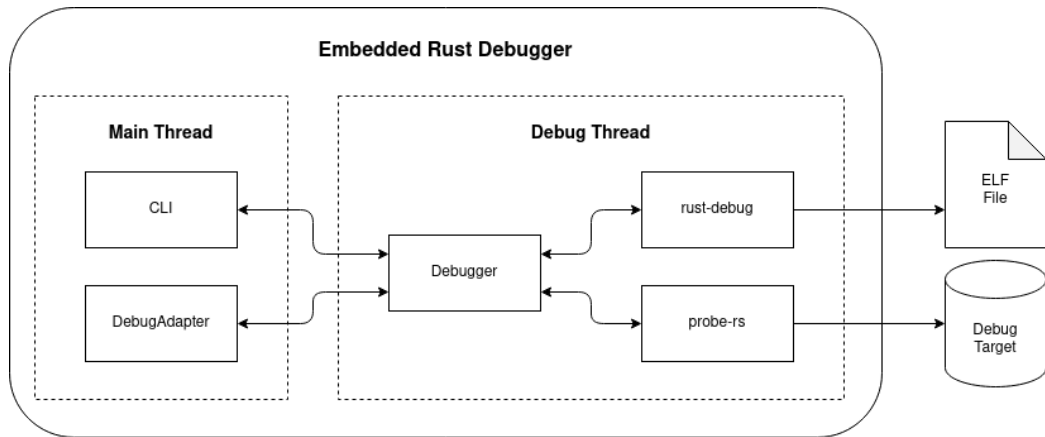 Embedded Rust Debugger
Main Thread
Debug Thread
CLI
rust-debug
ELF
File
Debugger
DebugAdapter
probe-rs
Debug
Target